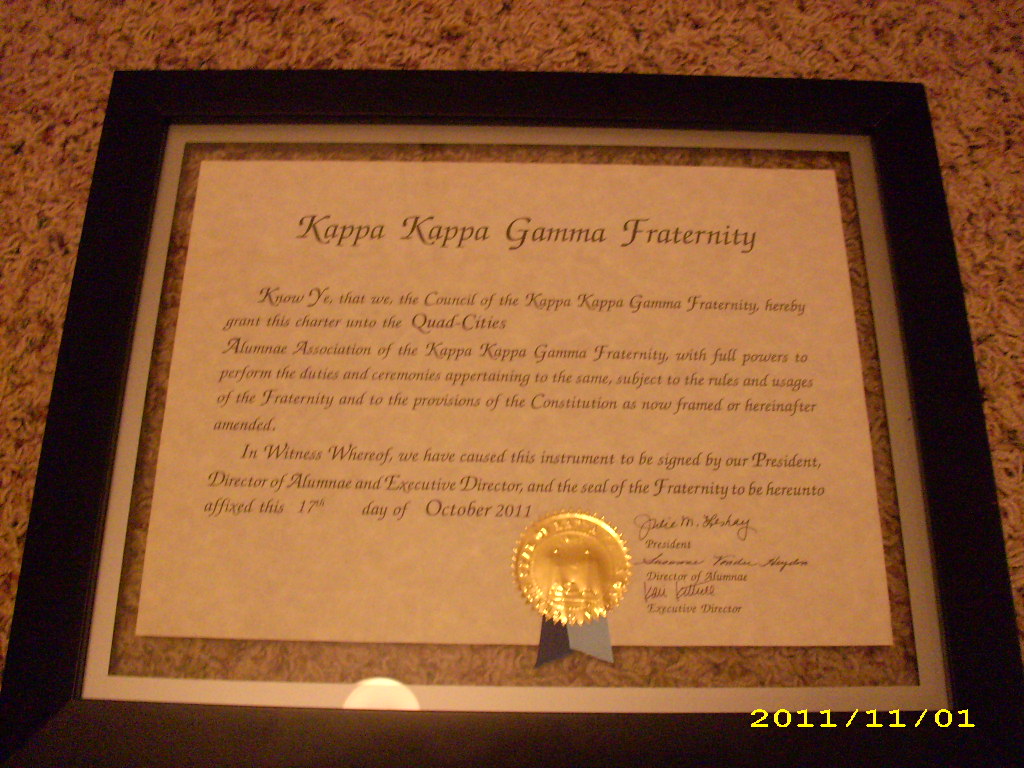 Kappa Kappa Gamma Fraternity
Know Ye, that we, the Council of the Kappa Kappa Gamma Fraternity, hereby
grant this charter unto the Quad-Cities
Alumnae Association of the Kappa Kappa Gamma Fraternity, with full powers to
perform the duties and ceremonies appertaining to the same, subject to the rules and usages
of the Fraternity and to the provisions of the Constitution as now framed or hereinafter
amended.
In Witness Whereof, we have caused this instrument to be signed by our President,
Director of Alumnae and Executive Director, and the seal of the Fraternity to be hereunto
affixed this 17th day of October 2011
Julie M.
President
Director of Alumnae
Kari
Executive Director
2011/11/01